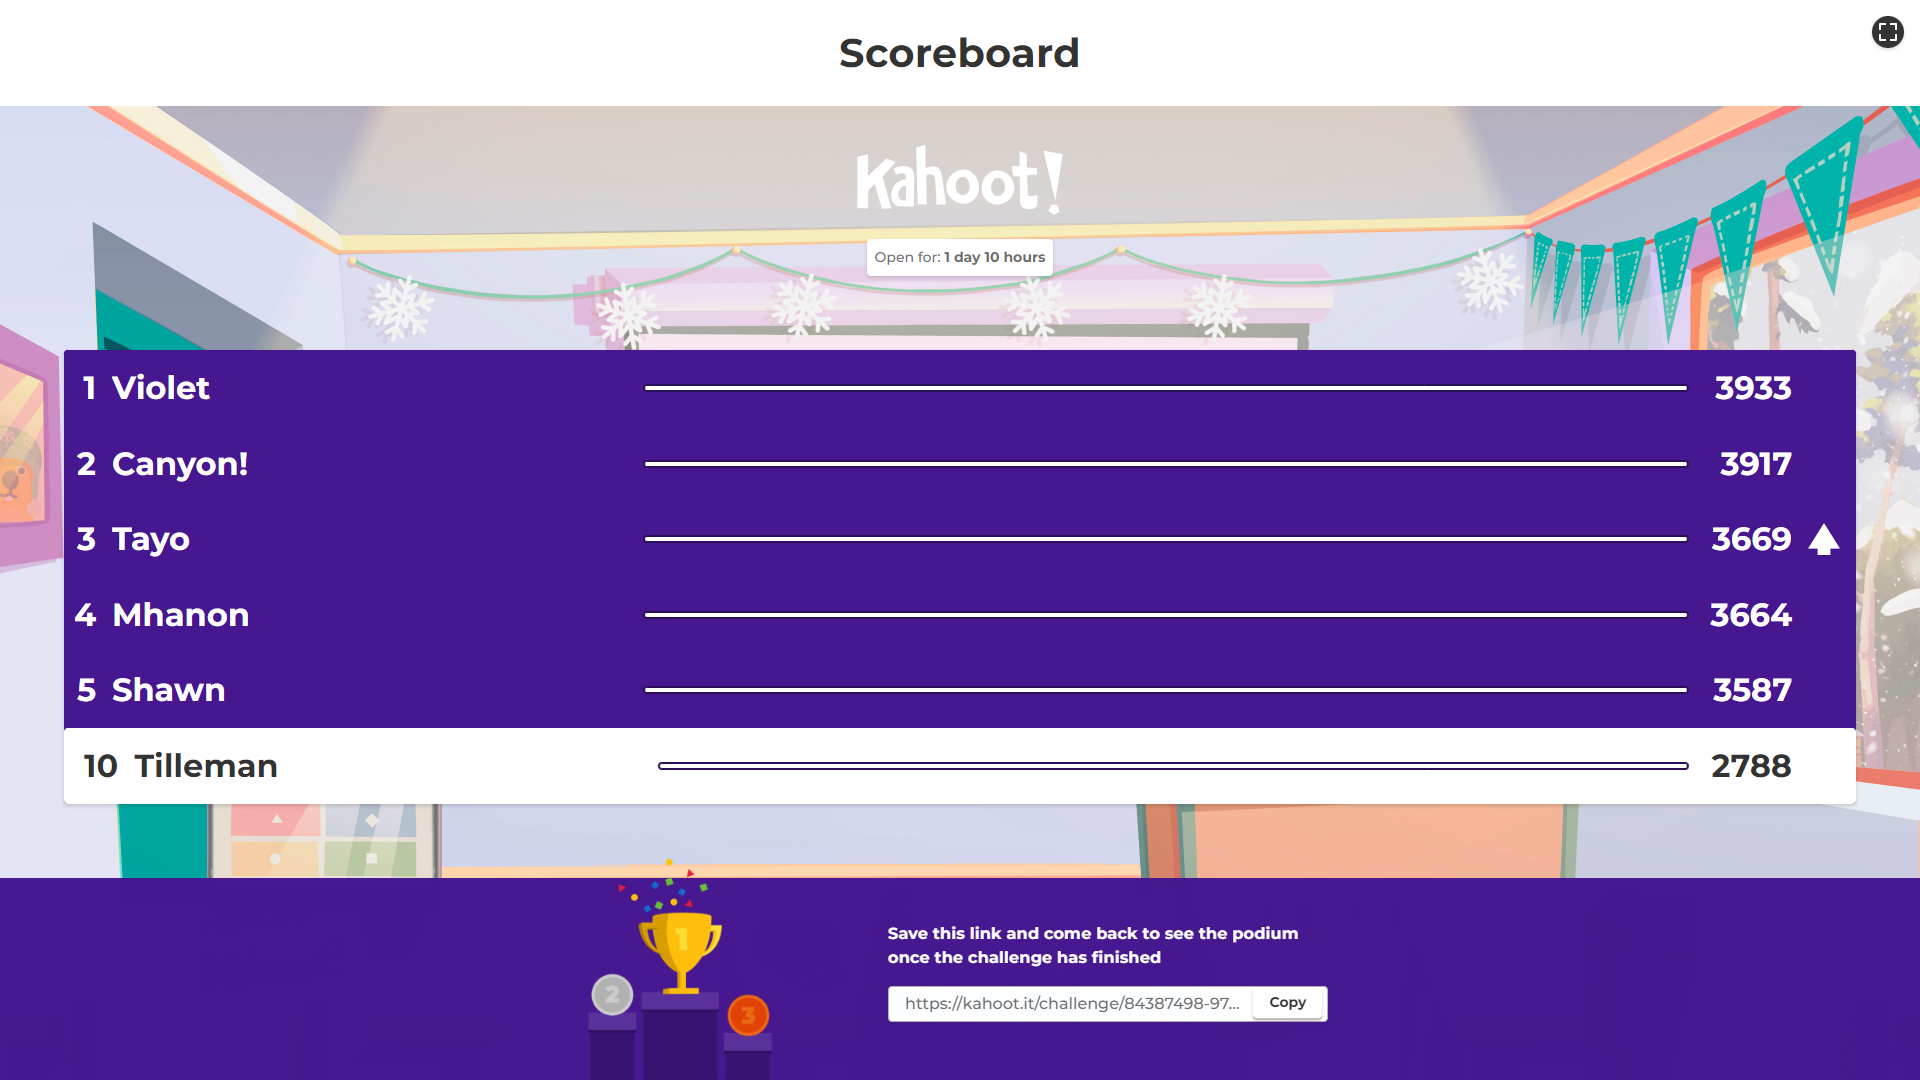 Scoreboard
Kahoot!
Open for: 1 day 10 hours
1 Violet 3933
2 Canyon! 3917
3 Tayo 3669
4 Mhanon 3664
5 Shawn 3587
10 Tilleman 2788
1
2
3
Save this link and come back to see the podium
once the challenge has finished
https://kahoot.it/challenge/84387498-97... Copy